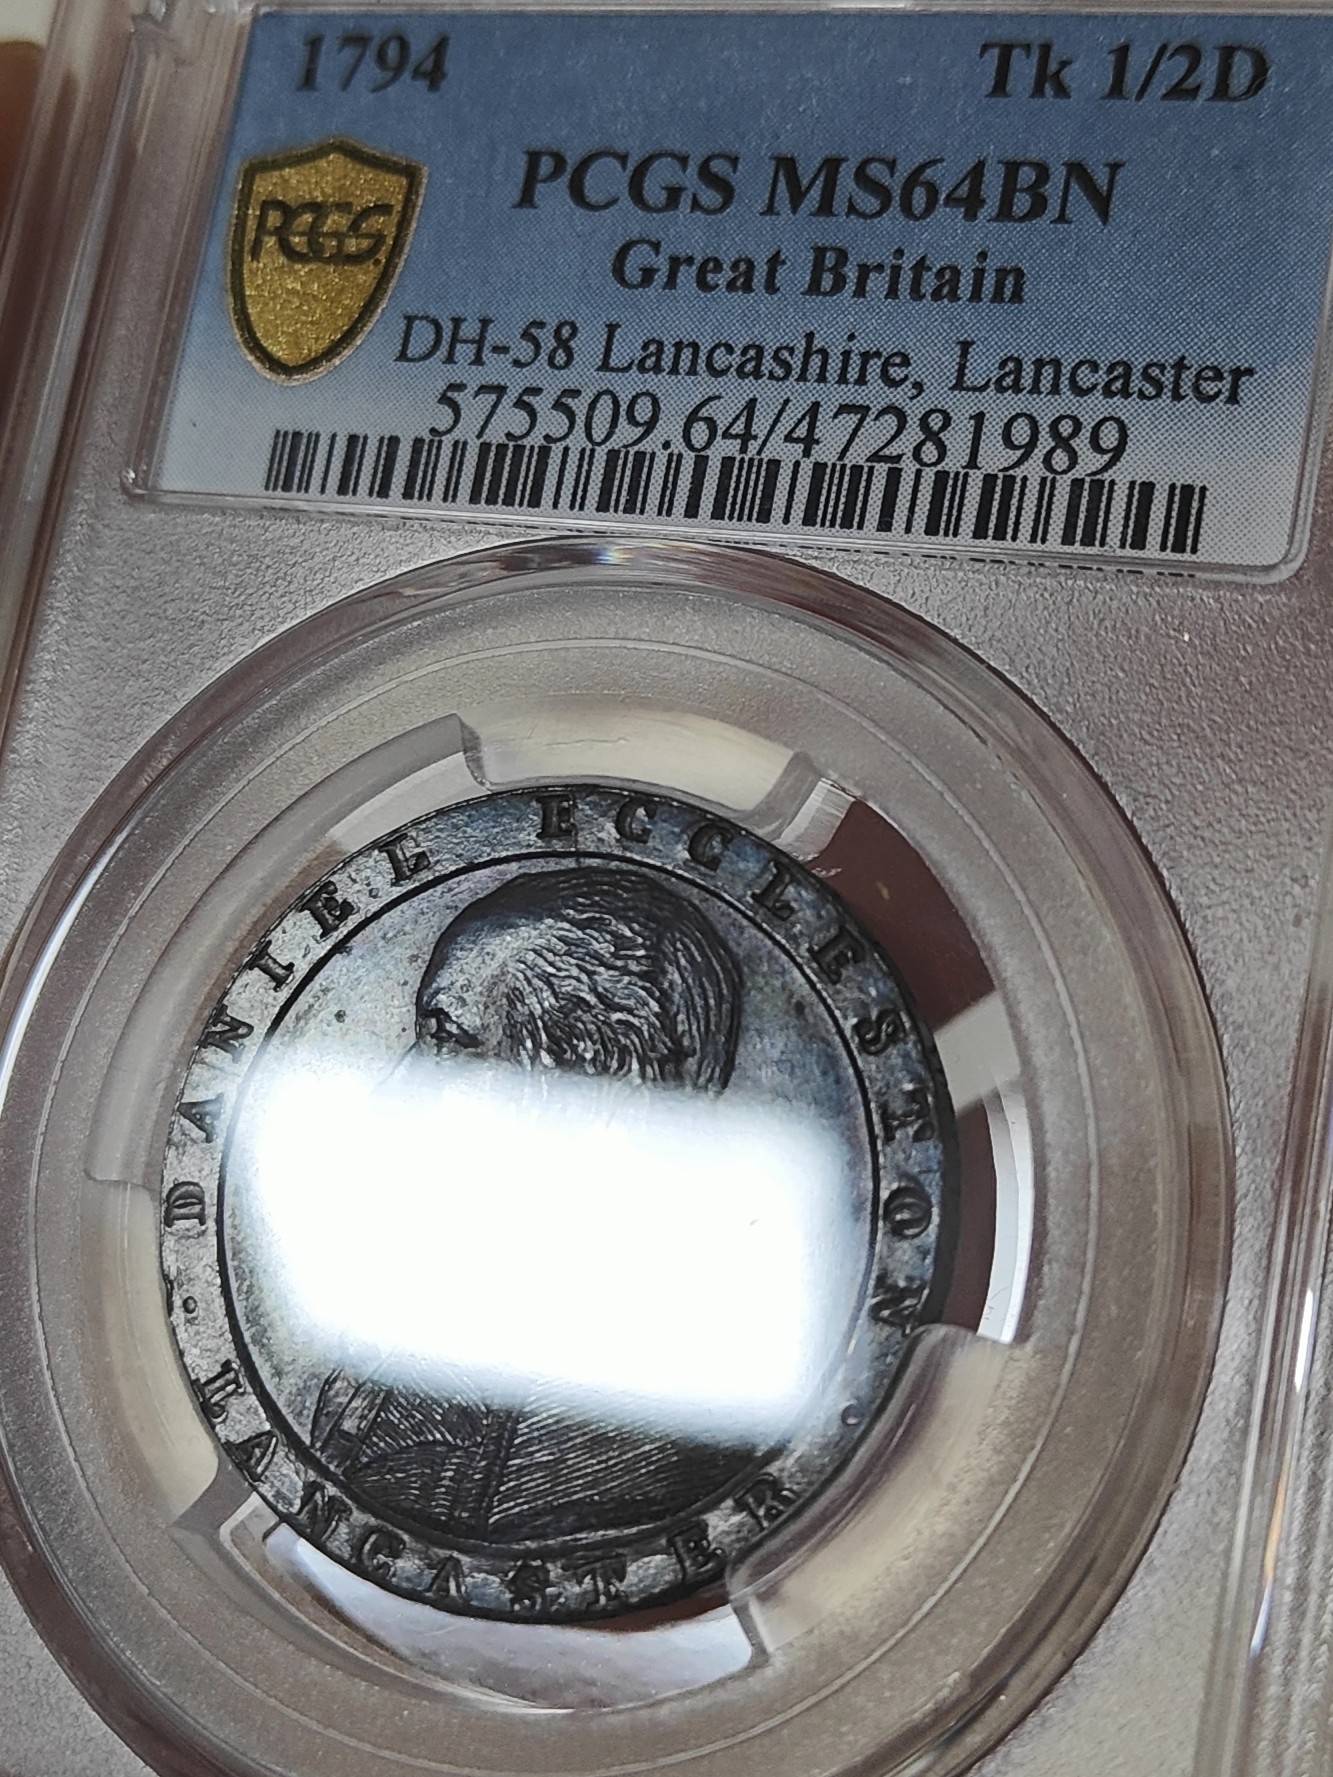 1794 Tk 1/2D
PCGS MS64BN
PCGS
Great Britain
DH-58 Lancashire, Lancaster
575509.64/47281989
DANIEL ECCLESTON
LANCASTER